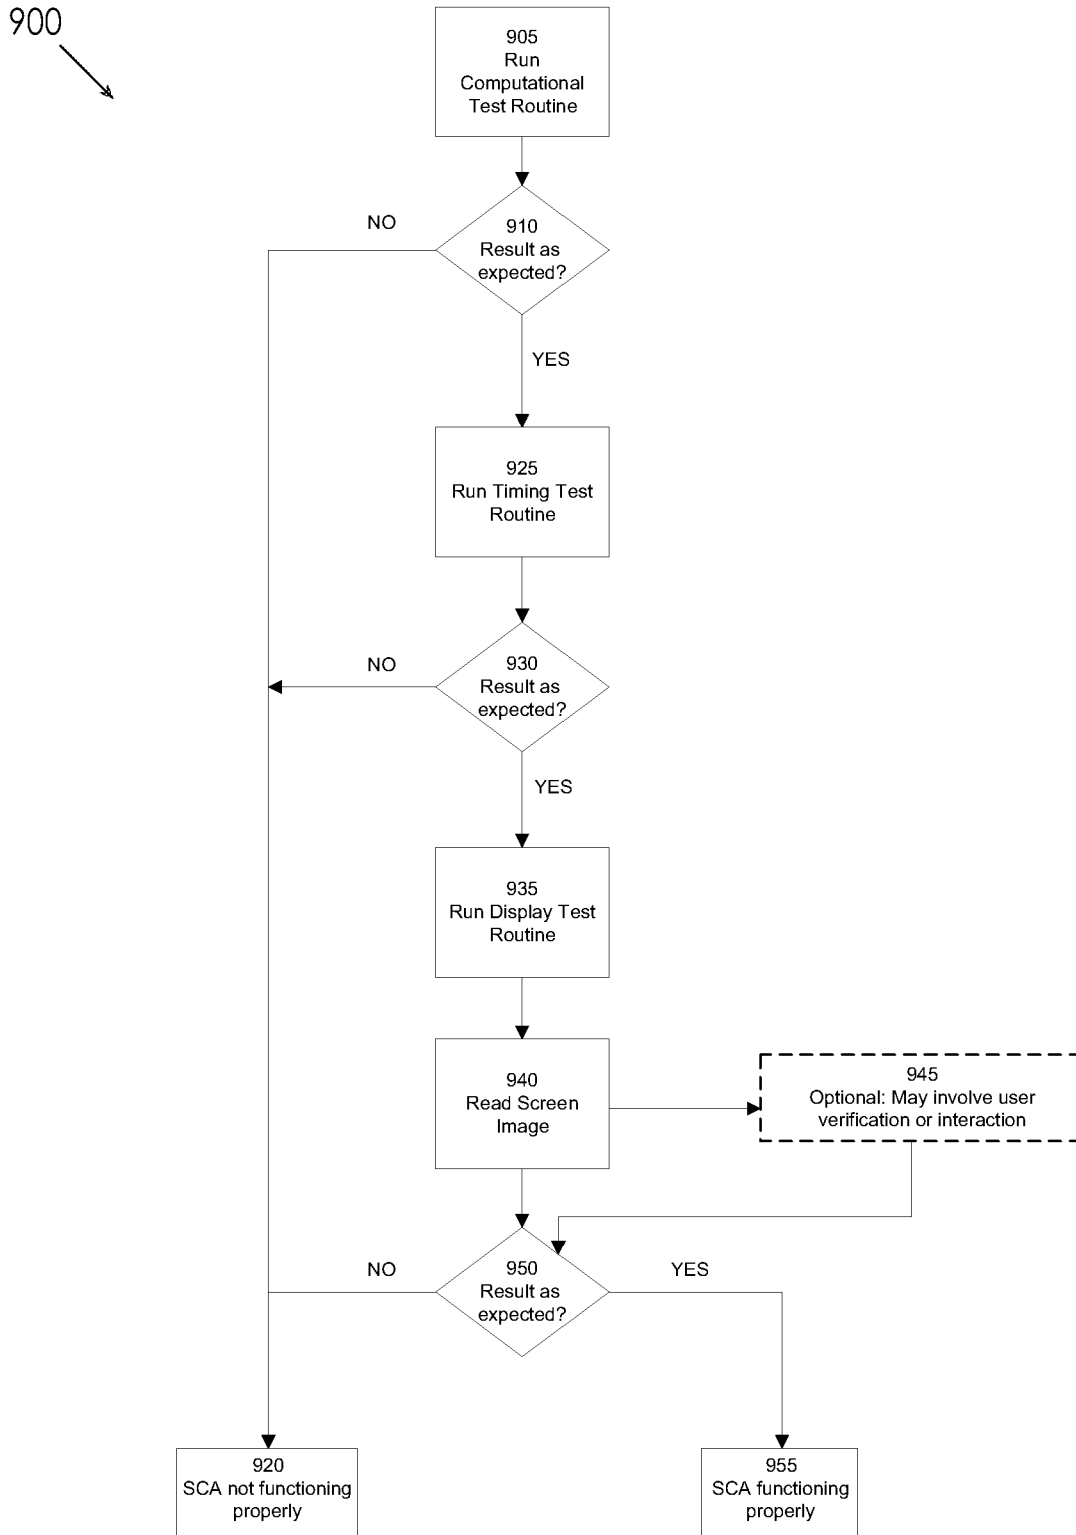 900
905
Run
Computational
Test Routine
NO
910
Result as
expected?
YES
925
Run Timing Test
Routine
NO
930
Result as
expected?
YES
935
Run Display Test
Routine
940
Read Screen
Image
945
Optional: May involve user
verification or interaction
NO
950
Result as
expected?
YES
920
SCA not functioning
properly
955
SCA functioning
properly